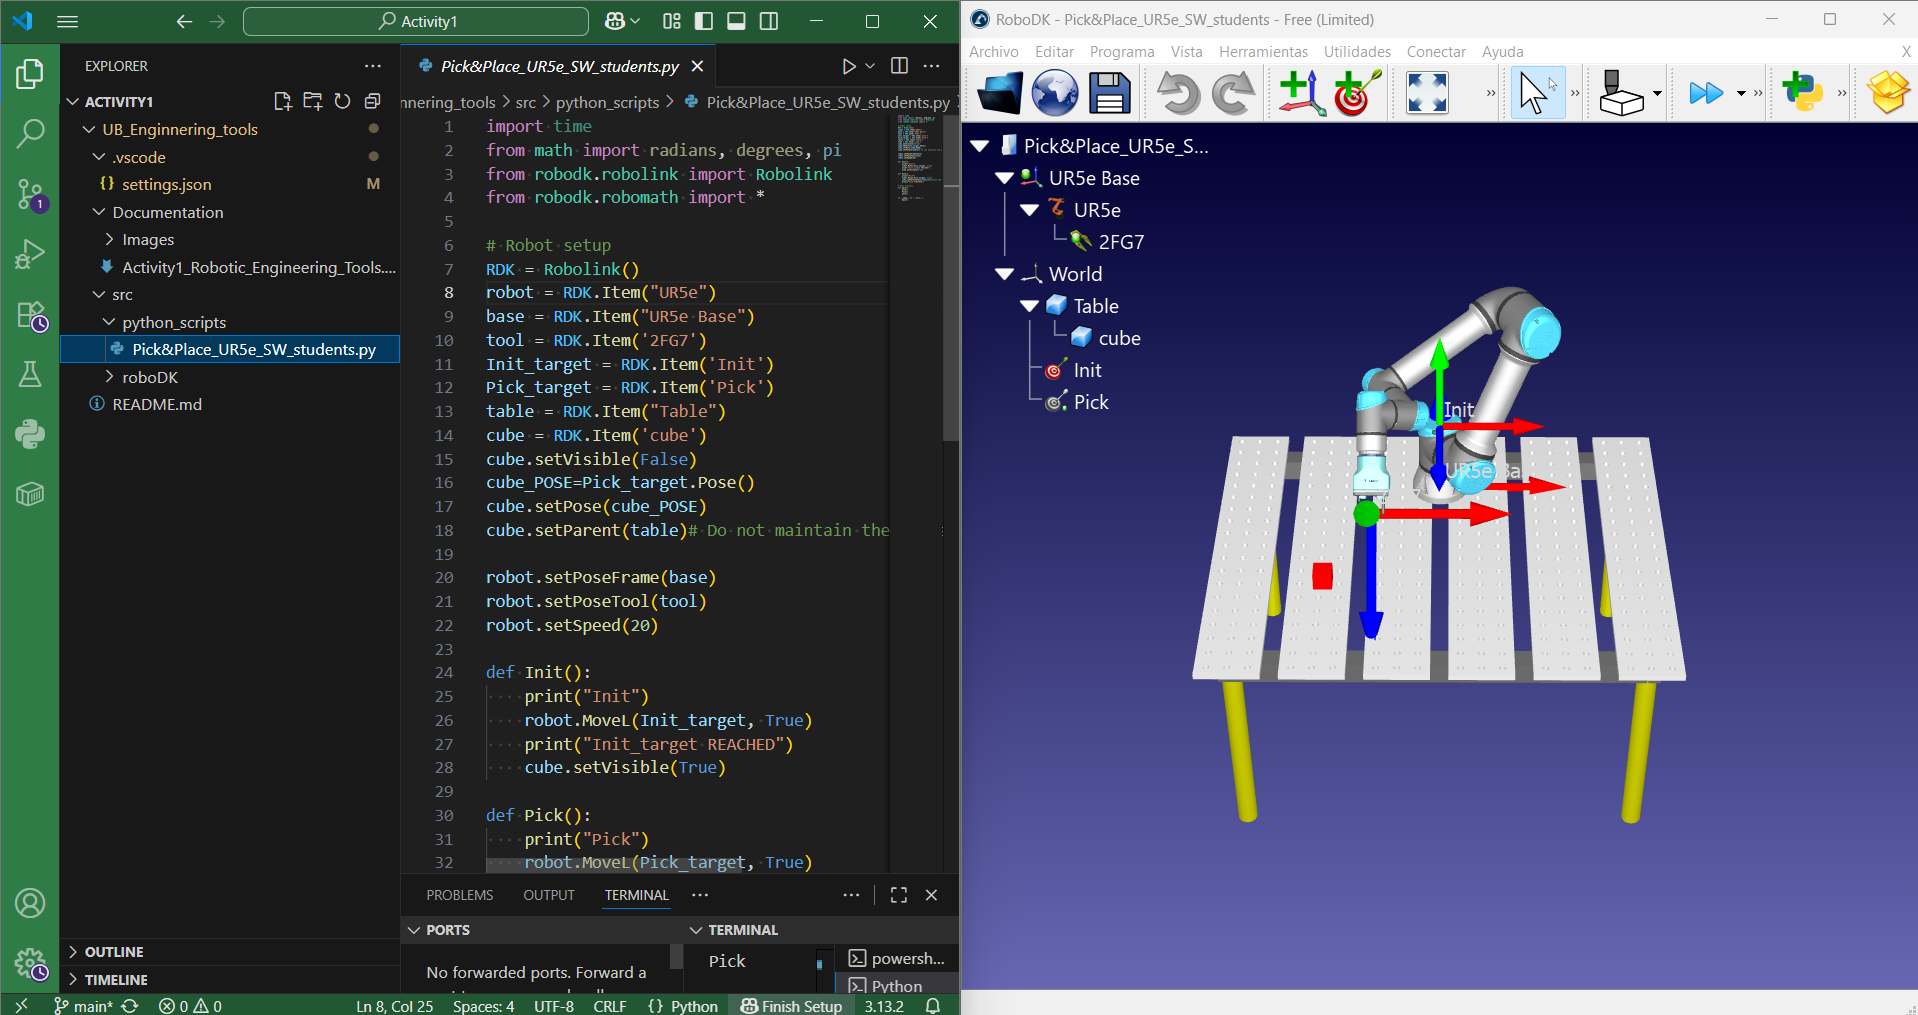 Activity1
EXPLORER
ACTIVITY1
UB_Enginnering_tools
.vscode
{} settings.json M
Documentation
Images
Activity1_Robotic_Engineering_Tools....
src
python_scripts
Pick&Place_UR5e_SW_students.py
roboDK
README.md
OUTLINE
TIMELINE
1
Pick&Place_UR5e_SW_students.py
nnering_tools > src > python_scripts > Pick&Place_UR5e_SW_students.py
1 import time
2 from math import radians, degrees, pi
3 from robodk.robolink import Robolink
4 from robodk.robomath import *
5
6 # Robot setup
7 RDK = Robolink()
8 robot = RDK.Item("UR5e")
9 base = RDK.Item("UR5e Base")
10 tool = RDK.Item('2FG7')
11 Init_target = RDK.Item('Init')
12 Pick_target = RDK.Item('Pick')
13 table = RDK.Item("Table")
14 cube = RDK.Item('cube')
15 cube.setVisible(False)
16 cube_POSE=Pick_target.Pose()
17 cube.setPose(cube_POSE)
18 cube.setParent(table)# Do not maintain the
19
20 robot.setPoseFrame(base)
21 robot.setPoseTool(tool)
22 robot.setSpeed(20)
23
24 def Init():
25 print("Init")
26 robot.MoveL(Init_target, True)
27 print("Init_target REACHED")
28 cube.setVisible(True)
29
30 def Pick():
31 print("Pick")
32 robot.MoveL(Pick_target, True)
PROBLEMS OUTPUT TERMINAL
PORTS
No forwarded ports. Forward a
TERMINAL
Pick
powersh...
Python
main* 0 0 Ln 8, Col 25 Spaces: 4 UTF-8 CRLF {} Python Finish Setup 3.13.2
RoboDK - Pick&Place_UR5e_SW_students - Free (Limited)
Archivo Editar Programa Vista Herramientas Utilidades Conectar Ayuda X
Pick&Place_UR5e_S...
UR5e Base
UR5e
2FG7
World
Table
cube
Init
Pick
Init
UR5e Bas